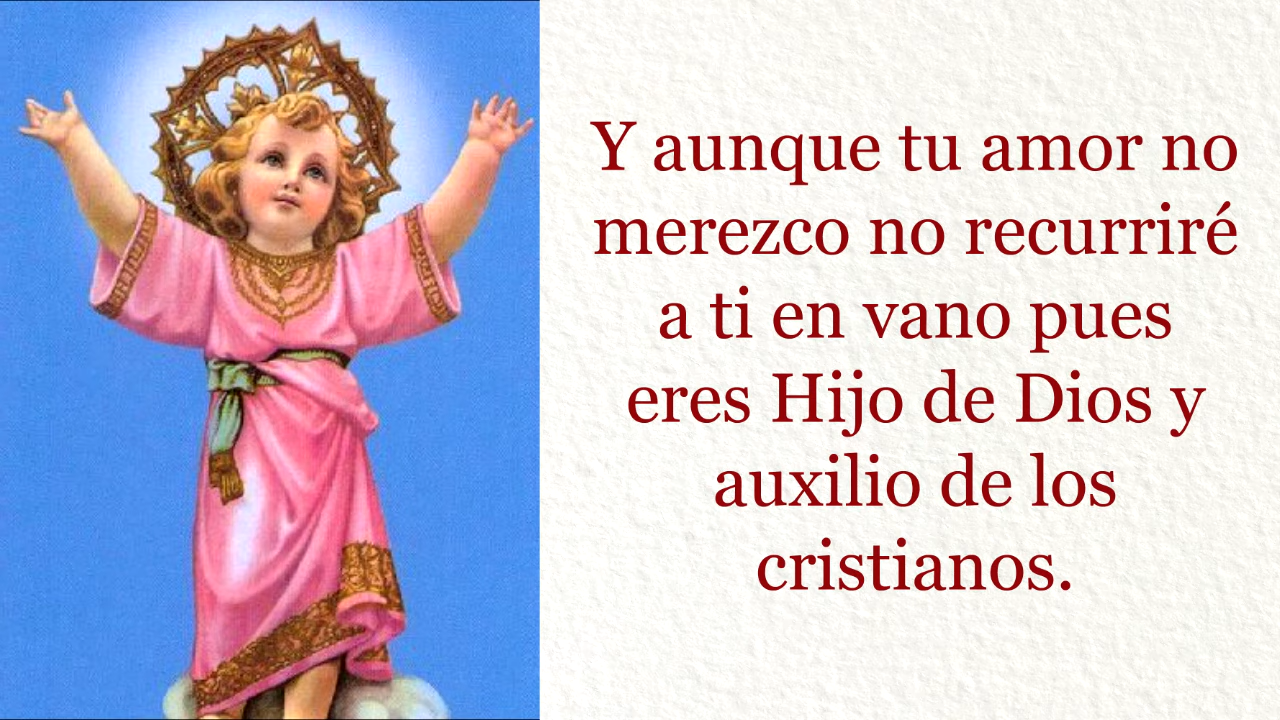 Y aunque tu amor no
merezco no recurriré
a ti en vano pues
eres Hijo de Dios y
auxilio de los
cristianos.